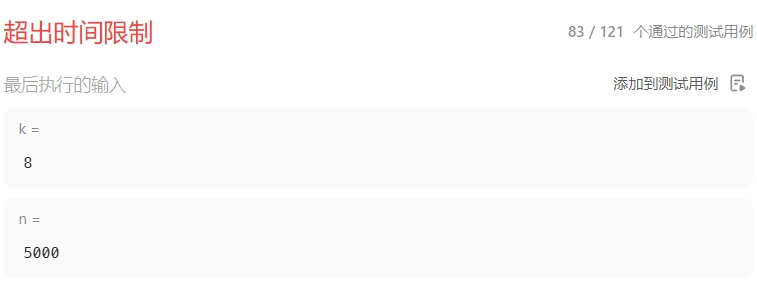 超出时间限制
83 / 121 个通过的测试用例
最后执行的输入
添加到测试用例
k =
8
n =
5000